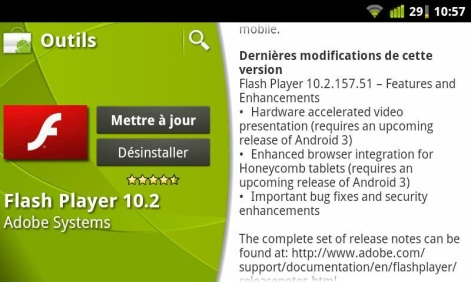 29 10:57
Outils
Mettre à jour
Désinstaller
Flash Player 10.2
Adobe Systems
mobile.
Dernières modifications de cette
version
Flash Player 10.2.157.51 – Features and
Enhancements
• Hardware accelerated video
presentation (requires an upcoming
release of Android 3)
• Enhanced browser integration for
Honeycomb tablets (requires an
upcoming release of Android 3)
• Important bug fixes and security
enhancements
The complete set of release notes can be
found at: http://www.adobe.com/
support/documentation/en/flashplayer/
releasenotes.html